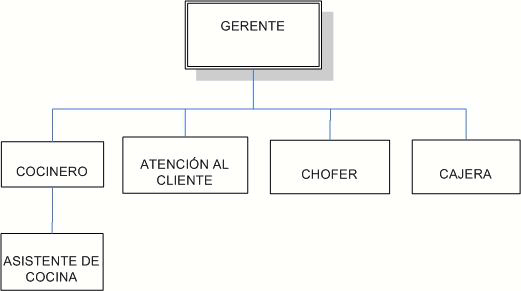 GERENTE
COCINERO
ATENCIÓN AL
CLIENTE
CHOFER
CAJERA
ASISTENTE DE
COCINA